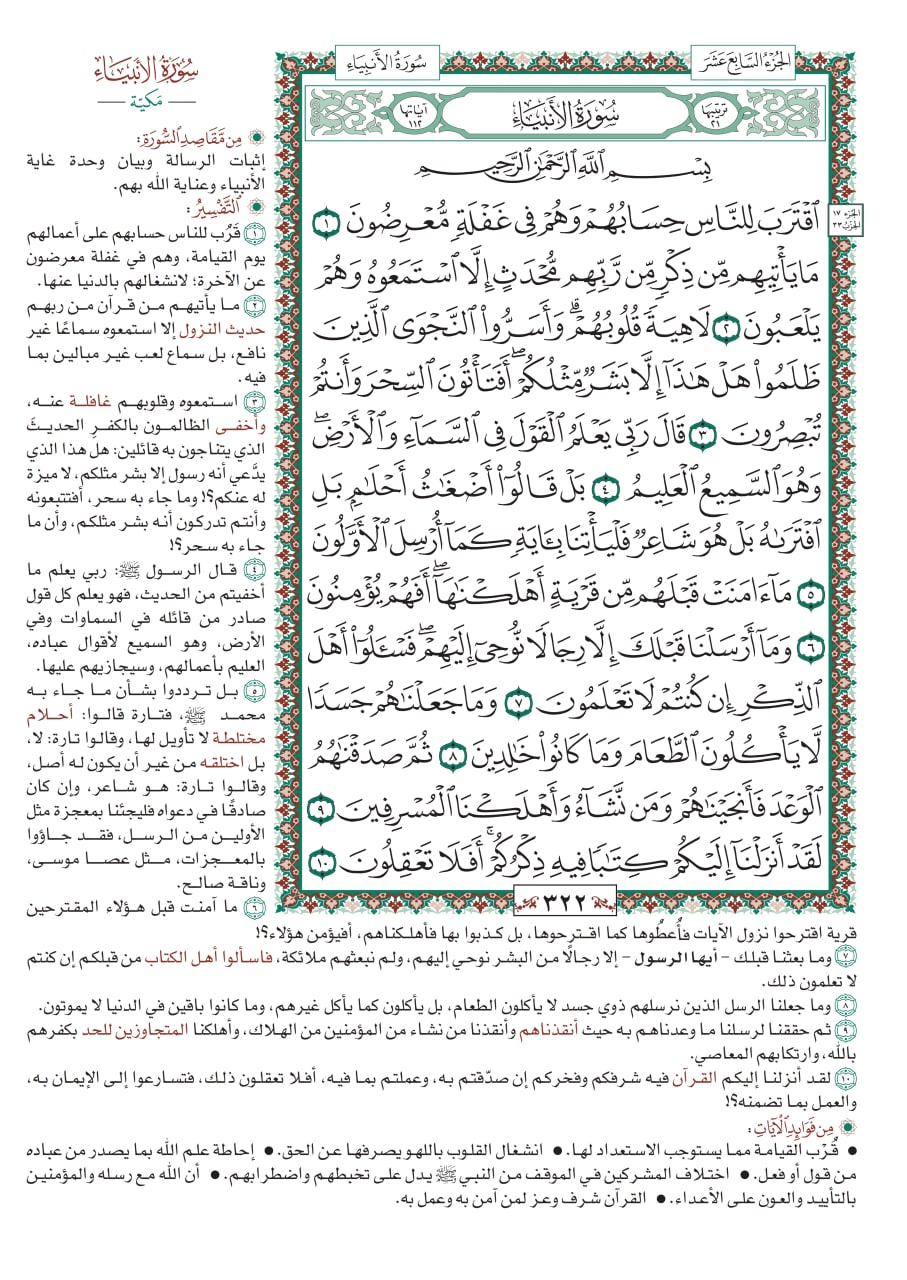 الجزء السابع عشر
سورة الأنبياء
ترتيبها ٢١
سُورَةُ الأَنبيَاءِ
آياتها ١١٢
بِسْمِ اللَّهِ الرَّحْمَٰنِ الرَّحِيمِ
الجزء ١٧
الحزب ٣٣
ٱقْتَرَبَ لِلنَّاسِ حِسَابُهُمْ وَهُمْ فِي غَفْلَةٖ مُّعْرِضُونَ ١
مَا يَأْتِيهِم مِّن ذِكْرٖ مِّن رَّبِّهِم مُّحْدَثٍ إِلَّا ٱسْتَمَعُوهُ وَهُمْ
يَلْعَبُونَ ٢ لَاهِيَةٗ قُلُوبُهُمْۗ وَأَسَرُّواْ ٱلنَّجْوَى ٱلَّذِينَ
ظَلَمُواْ هَلْ هَٰذَآ إِلَّا بَشَرٞ مِّثْلُكُمْۖ أَفَتَأْتُونَ ٱلسِّحْرَ وَأَنتُمْ
تُبْصِرُونَ ٣ قَالَ رَبِّي يَعْلَمُ ٱلْقَوْلَ فِي ٱلسَّمَآءِ وَٱلْأَرْضِۖ
وَهُوَ ٱلسَّمِيعُ ٱلْعَلِيمُ ٤ بَلْ قَالُوٓاْ أَضْغَٰثُ أَحْلَٰمِۭ بَلِ
ٱفْتَرَىٰهُ بَلْ هُوَ شَاعِرٞ فَلْيَأْتِنَا بِـَٔايَةٖ كَمَآ أُرْسِلَ ٱلْأَوَّلُونَ
٥ مَآ ءَامَنَتْ قَبْلَهُم مِّن قَرْيَةٍ أَهْلَكْنَٰهَآۖ أَفَهُمْ يُؤْمِنُونَ
٦ وَمَآ أَرْسَلْنَا قَبْلَكَ إِلَّا رِجَالٗا نُّوحِيٓ إِلَيْهِمْۖ فَسْـَٔلُوٓاْ أَهْلَ
ٱلذِّكْرِ إِن كُنتُمْ لَا تَعْلَمُونَ ٧ وَمَا جَعَلْنَٰهُمْ جَسَدٗا
لَّا يَأْكُلُونَ ٱلطَّعَامَ وَمَا كَانُواْ خَٰلِدِينَ ٨ ثُمَّ صَدَقْنَٰهُمُ
ٱلْوَعْدَ فَأَنجَيْنَٰهُمْ وَمَن نَّشَآءُ وَأَهْلَكْنَا ٱلْمُسْرِفِينَ ٩
لَقَدْ أَنزَلْنَآ إِلَيْكُمْ كِتَٰبٗا فِيهِ ذِكْرُكُمْۚ أَفَلَا تَعْقِلُونَ ١٠
٣٢٢
سُورَةُ الأَنبيَاءِ
مَكيّة
مِن مَّقَاصِدِ السُّورَةِ:
إثبات الرسالة وبيان وحدة غاية
الأنبياء وعناية الله بهم.
التَّفْسِيرُ:
١ قَرُب للناس حسابهم على أعمالهم
يوم القيامة، وهم في غفلة معرضون
عن الآخرة؛ لانشغالهم بالدنيا عنها.
٢ ما يأتيهم من قرآن من ربهم
حديث النزول إلا استمعوه سماعًا غير
نافع، بل سماع لعب غير مبالين بما
فيه.
٣ استمعوه وقلوبهم غافلة عنه،
وأخفى الظالمون بالكفرِ الحديثَ
الذي يتناجون به قائلين: هل هذا الذي
يدَّعي أنه رسول إلا بشر مثلكم، لا ميزة
له عنكم؟! وما جاء به سحر، أفتتبعونه
وأنتم تدركون أنه بشر مثلكم، وأن ما
جاء به سحر؟!
٤ قال الرسول ﷺ: ربي يعلم ما
أخفيتم من الحديث، فهو يعلم كل قول
صادر من قائله في السماوات وفي
الأرض، وهو السميع لأقوال عباده،
العليم بأعمالهم، وسيجازيهم عليها.
٥ بل ترددوا بشأن ما جاء به
محمد ﷺ، فتارة قالوا: أحلام
مختلطة لا تأويل لها، وقالوا تارة: لا،
بل اختلقه من غير أن يكون له أصل،
وقالوا تارة: هو شاعر، وإن كان
صادقًا في دعواه فليجئنا بمعجزة مثل
الأولين من الرسل، فقد جاؤوا
بالمعجزات، مثل عصا موسى،
وناقة صالح.
٦ ما آمنت قبل هؤلاء المقترحين
قرية اقترحوا نزول الآيات فأُعطُوها كما اقترحوها، بل كذبوا بها فأهلكناهم، أفيؤمن هؤلاء؟!
٧ وما بعثنا قبلك – أيها الرسول – إلا رجالًا من البشر نوحي إليهم، ولم نبعثهم ملائكة، فاسألوا أهل الكتاب من قبلكم إن كنتم
لا تعلمون ذلك.
٨ وما جعلنا الرسل الذين نرسلهم ذوي جسد لا يأكلون الطعام، بل يأكلون كما يأكل غيرهم، وما كانوا باقين في الدنيا لا يموتون.
٩ ثم حققنا لرسلنا ما وعدناهم به حيث أنقذناهم وأنقذنا من نشاء من المؤمنين من الهلاك، وأهلكنا المتجاوزين للحد بكفرهم
بالله، وارتكابهم المعاصي.
١٠ لقد أنزلنا إليكم القرآن فيه شرفكم وفخركم إن صدّقتم به، وعملتم بما فيه، أفلا تعقلون ذلك، فتسارعوا إلى الإيمان به،
والعمل بما تضمنه؟!
مِن فَوَائِدِ الْآيَاتِ:
• قُرْب القيامة مما يستوجب الاستعداد لها. • انشغال القلوب باللهو يصرفها عن الحق. • إحاطة علم الله بما يصدر من عباده
من قول أو فعل. • اختلاف المشركين في الموقف من النبي ﷺ يدل على تخبطهم واضطرابهم. • أن الله مع رسله والمؤمنين
بالتأييد والعون على الأعداء. • القرآن شرف وعز لمن آمن به وعمل به.